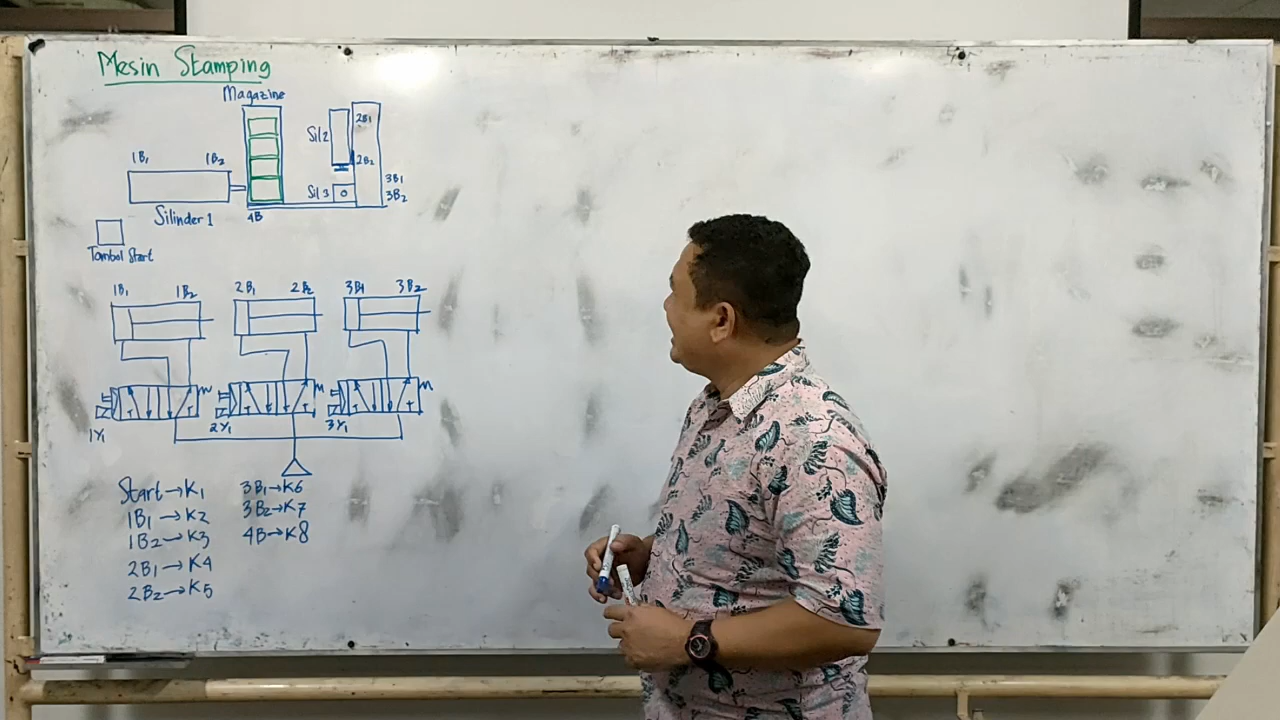 Mesin Stamping
Magazine
Sil 2
2B1
2B2
1B1 1B2
3B1
3B2
Sil 3
Silinder 1
4B
Tombol Start
1B1 1B2 2B1 2B2 3B1 3B2
1Y1 2Y1 3Y1
Start→K1
1B1→K2
1B2→K3
2B1→K4
2B2→K5
3B1→K6
3B2→K7
4B→K8